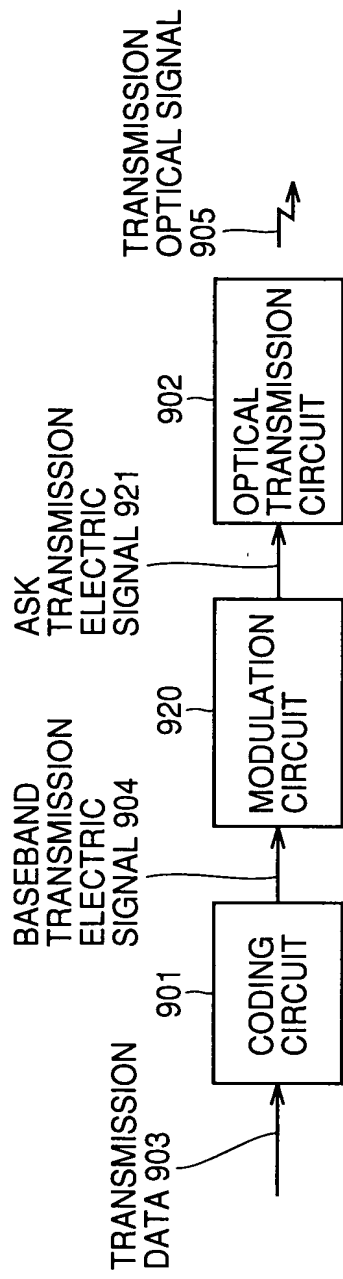 TRANSMISSION
DATA 903
901
CODING
CIRCUIT
BASEBAND
TRANSMISSION
ELECTRIC
SIGNAL 904
920
MODULATION
CIRCUIT
ASK
TRANSMISSION
ELECTRIC
SIGNAL 921
902
OPTICAL
TRANSMISSION
CIRCUIT
TRANSMISSION
OPTICAL SIGNAL
905